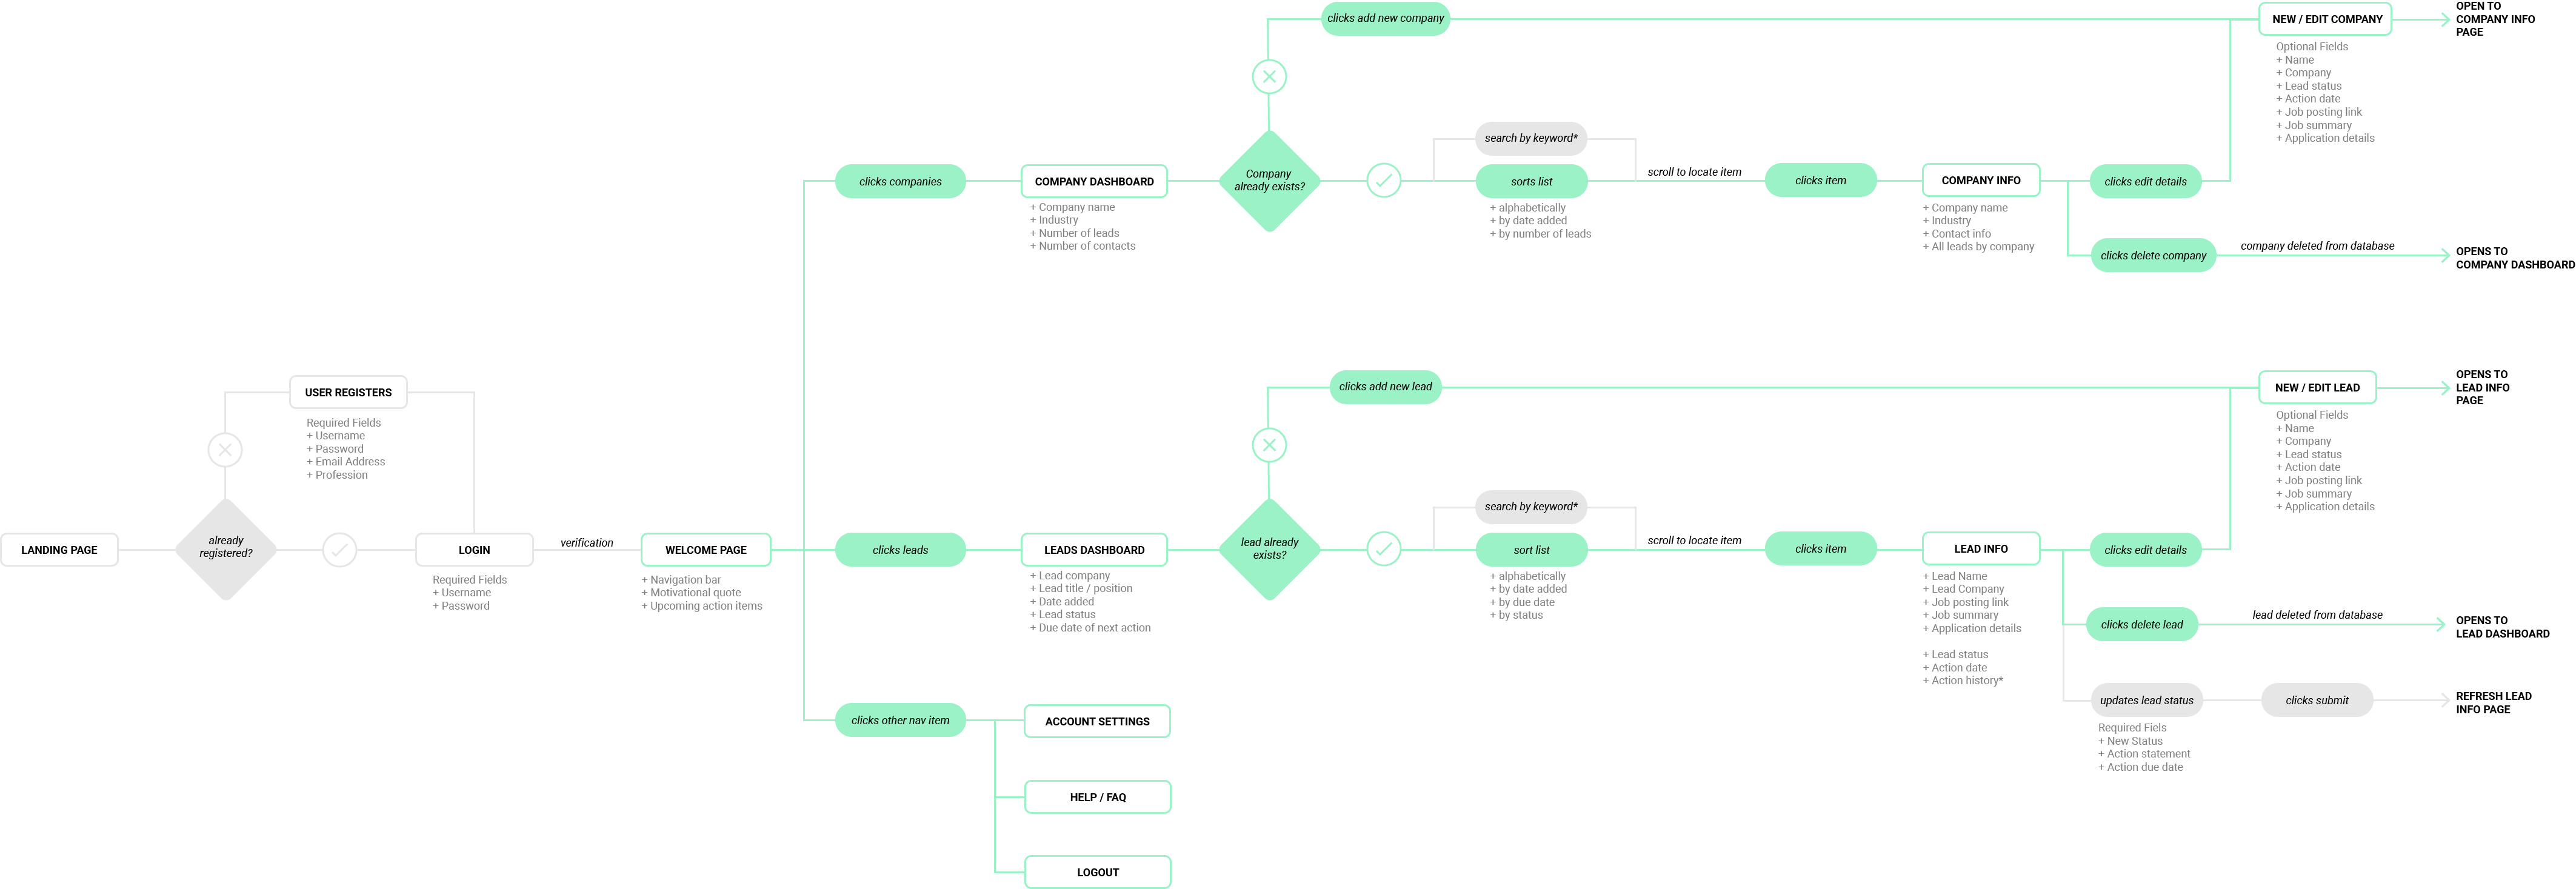 LANDING PAGE
already
registered?
USER REGISTERS
Required Fields
+ Username
+ Password
+ Email Address
+ Profession
LOGIN
Required Fields
+ Username
+ Password
verification
WELCOME PAGE
+ Navigation bar
+ Motivational quote
+ Upcoming action items
clicks companies
COMPANY DASHBOARD
+ Company name
+ Industry
+ Number of leads
+ Number of contacts
Company
already exists?
clicks add new company
search by keyword*
sorts list
+ alphabetically
+ by date added
+ by number of leads
scroll to locate item
clicks item
COMPANY INFO
+ Company name
+ Industry
+ Contact info
+ All leads by company
clicks edit details
NEW / EDIT COMPANY
Optional Fields
+ Name
+ Company
+ Lead status
+ Action date
+ Job posting link
+ Job summary
+ Application details
OPEN TO
COMPANY INFO
PAGE
clicks delete company
company deleted from database
OPENS TO
COMPANY DASHBOARD
clicks leads
LEADS DASHBOARD
+ Lead company
+ Lead title / position
+ Date added
+ Lead status
+ Due date of next action
lead already
exists?
clicks add new lead
search by keyword*
sort list
+ alphabetically
+ by date added
+ by due date
+ by status
scroll to locate item
clicks item
LEAD INFO
+ Lead Name
+ Lead Company
+ Job posting link
+ Job summary
+ Application details
+ Lead status
+ Action date
+ Action history*
clicks edit details
NEW / EDIT LEAD
Optional Fields
+ Name
+ Company
+ Lead status
+ Action date
+ Job posting link
+ Job summary
+ Application details
OPENS TO
LEAD INFO
PAGE
clicks delete lead
lead deleted from database
OPENS TO
LEAD DASHBOARD
updates lead status
Required Fiels
+ New Status
+ Action statement
+ Action due date
clicks submit
REFRESH LEAD
INFO PAGE
clicks other nav item
ACCOUNT SETTINGS
HELP / FAQ
LOGOUT